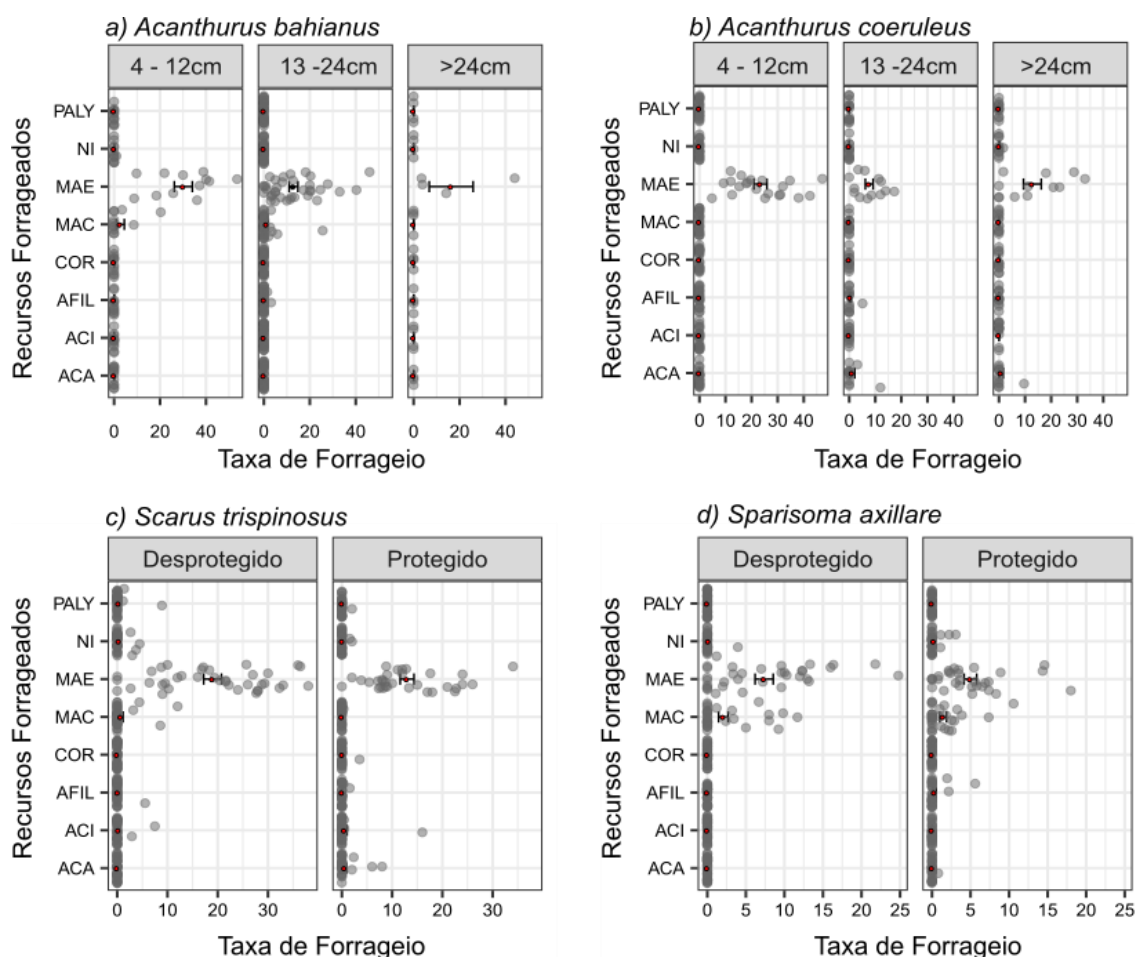 a) Acanthurus bahianus
4 - 12cm
13 -24cm
>24cm
Recursos Forrageados
PALY
NI
MAE
MAC
COR
AFIL
ACI
ACA
0 20 40
0 20 40
0 20 40
Taxa de Forrageio
b) Acanthurus coeruleus
4 - 12cm
13 -24cm
>24cm
Recursos Forrageados
PALY
NI
MAE
MAC
COR
AFIL
ACI
ACA
0 10 20 30 40
0 10 20 30 40
0 10 20 30 40
Taxa de Forrageio
c) Scarus trispinosus
Desprotegido
Protegido
Recursos Forrageados
PALY
NI
MAE
MAC
COR
AFIL
ACI
ACA
0 10 20 30
0 10 20 30
Taxa de Forrageio
d) Sparisoma axillare
Desprotegido
Protegido
Recursos Forrageados
PALY
NI
MAE
MAC
COR
AFIL
ACI
ACA
0 5 10 15 20 25
0 5 10 15 20 25
Taxa de Forrageio